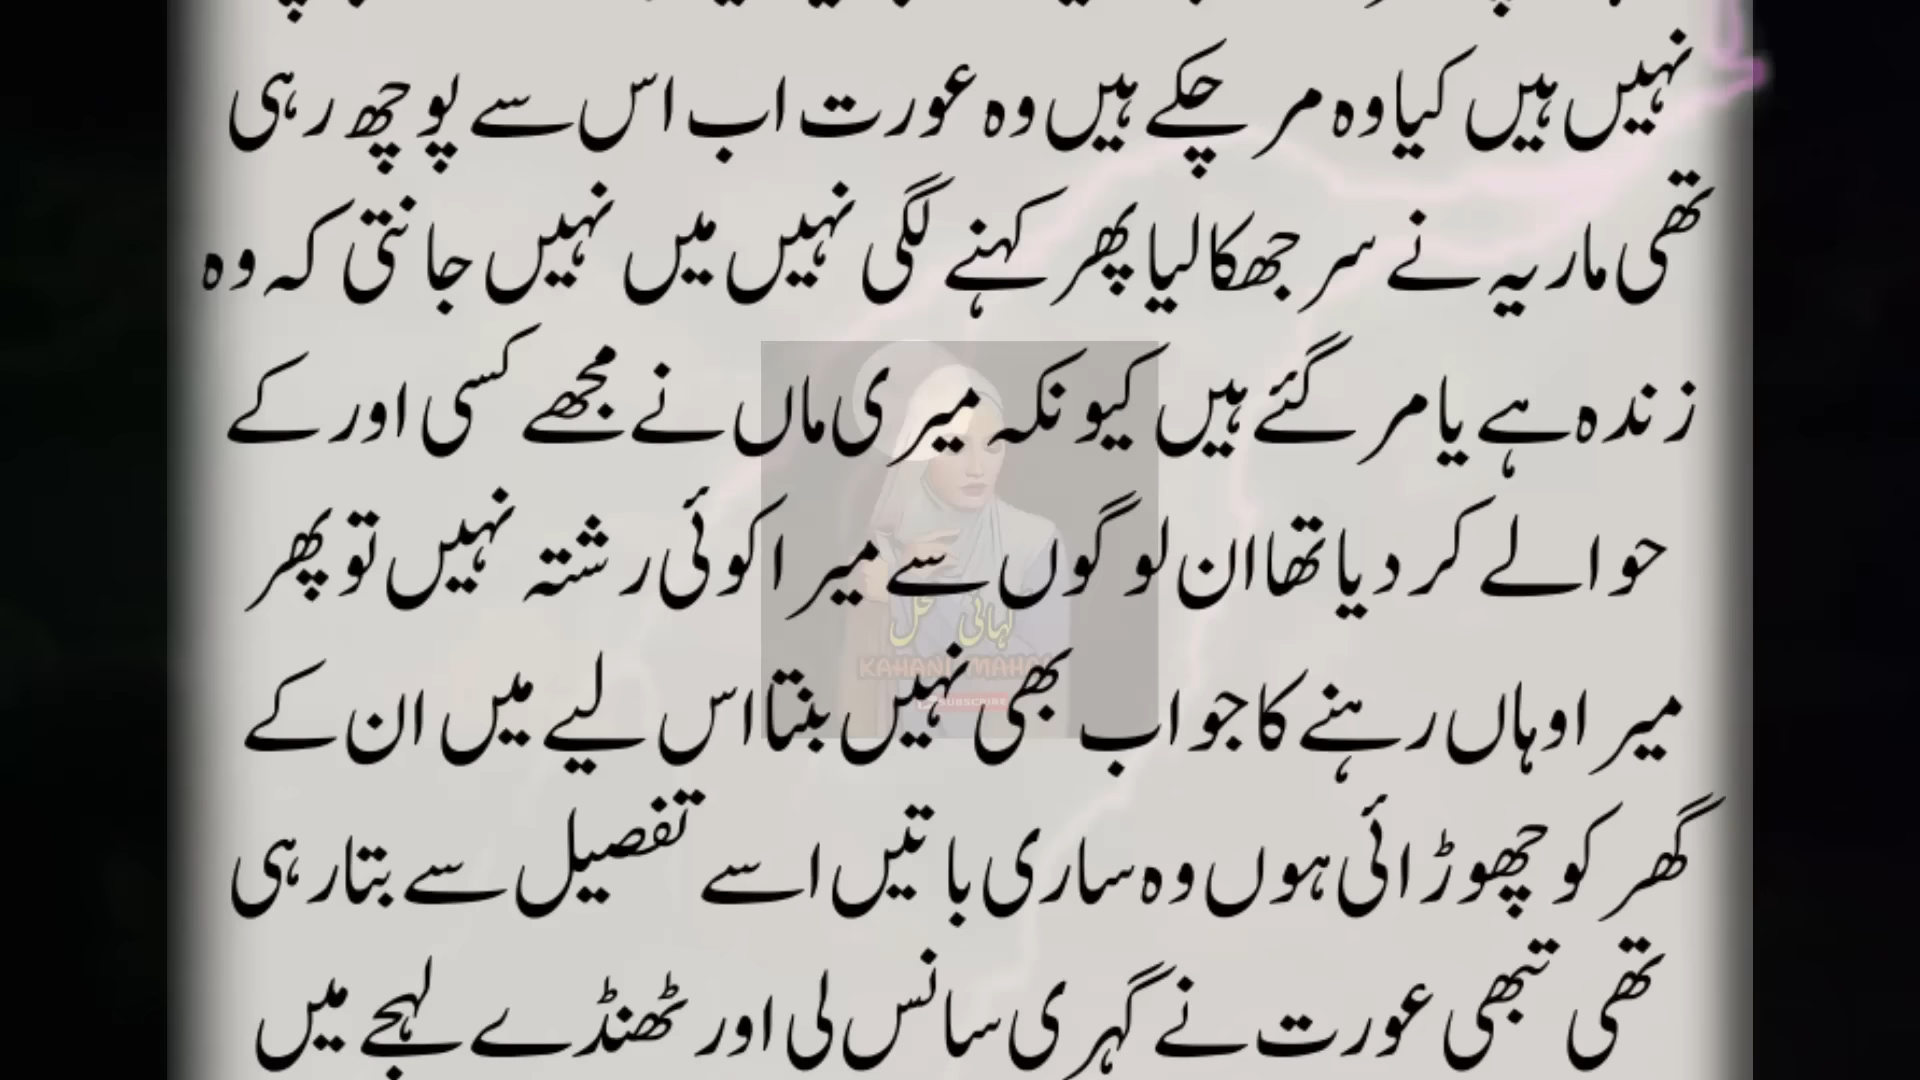 نہیں ہیں کیا وہ مر چکے ہیں وہ عورت اب اس سے پوچھ رہی
تھی ماریہ نے سر جھکا لیا پھر کہنے لگی نہیں میں نہیں جانتی کہ وہ
زندہ ہے یا مر گئے ہیں کیونکہ میری ماں نے مجھے کسی اور کے
حوالے کر دیا تھا ان لوگوں سے میرا کوئی رشتہ نہیں تو پھر
میرا وہاں رہنے کا جواب بھی نہیں بنتا اس لیے میں ان کے
گھر کو چھوڑ ائی ہوں وہ ساری باتیں اسے تفصیل سے بتا رہی
تھی تبھی عورت نے گہری سانس لی اور ٹھنڈے لہجے میں
KAHANI MAHAL
SUBSCRIBE